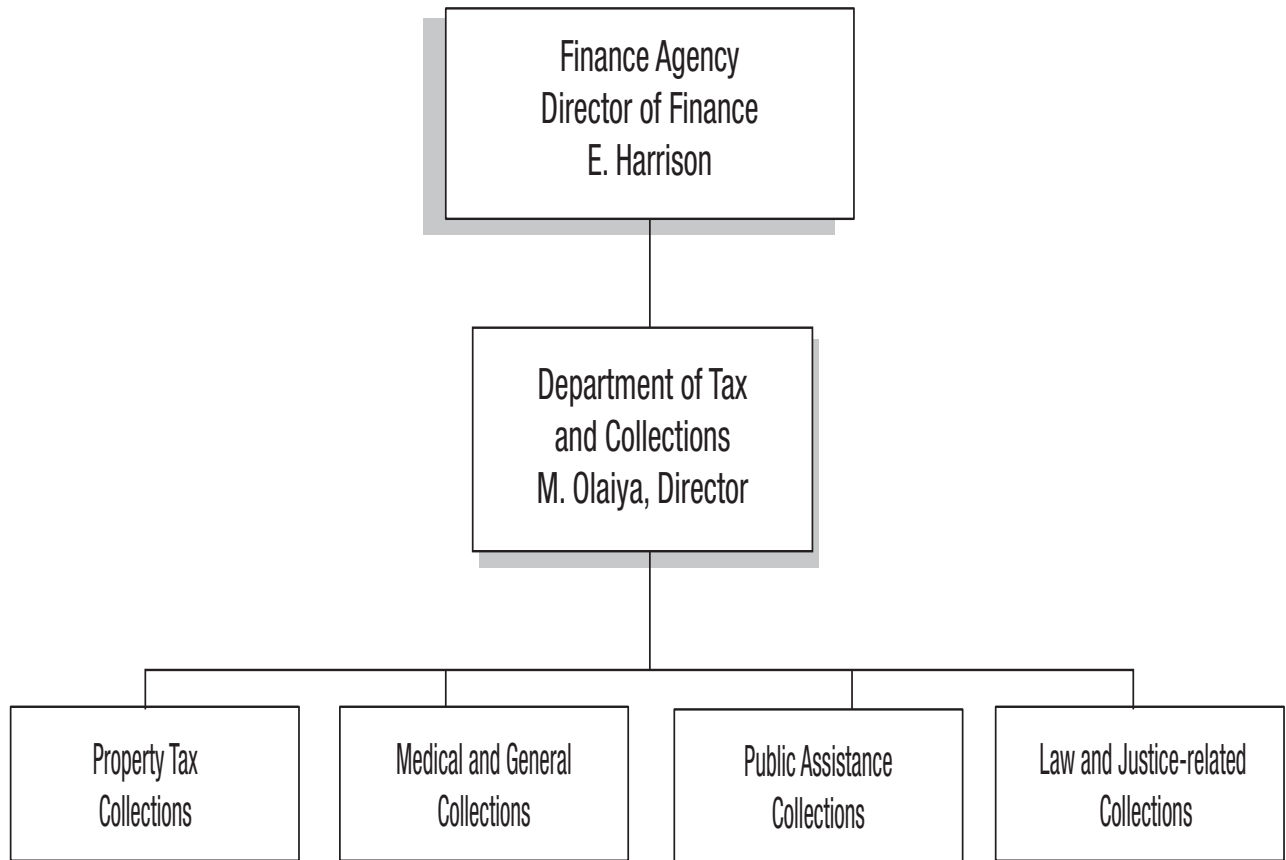 Finance Agency
Director of Finance
E. Harrison
Department of Tax
and Collections
M. Olaiya, Director
Property Tax
Collections
Medical and General
Collections
Public Assistance
Collections
Law and Justice-related
Collections